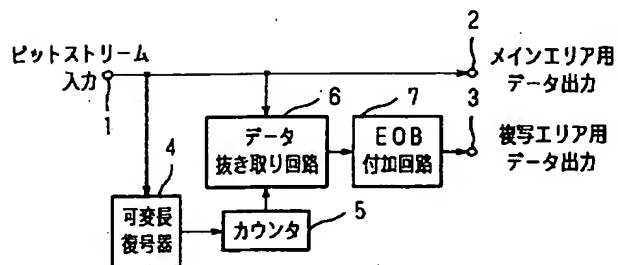 ビットストリーム
入力
1
2
メインエリア用
データ出力
6
7
3
データ
抜き取り回路
EOB
付加回路
複写エリア用
データ出力
4
可変長
復号器
カウンタ
5